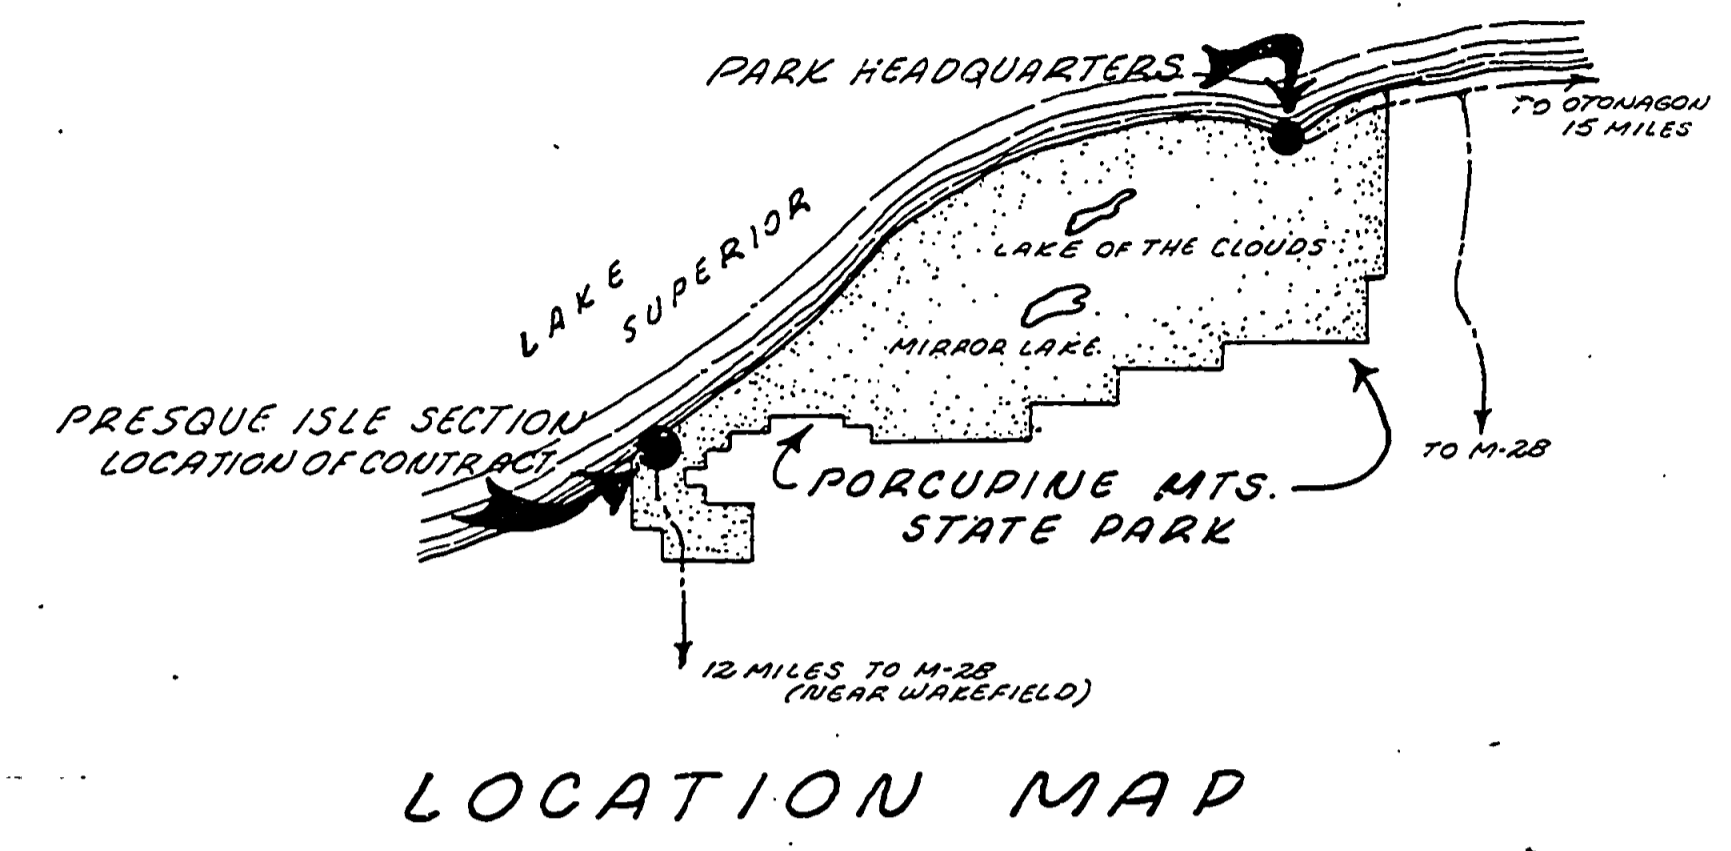 PARK HEADQUARTERS
TO OTONAGON
15 MILES
LAKE
SUPERIOR
LAKE OF THE CLOUDS
MIRROR LAKE
PRESQUE ISLE SECTION
LOCATION OF CONTRACT
TO M-28
PORCUPINE MTS.
STATE PARK
12 MILES TO M-28
(NEAR WAKEFIELD)
LOCATION MAP